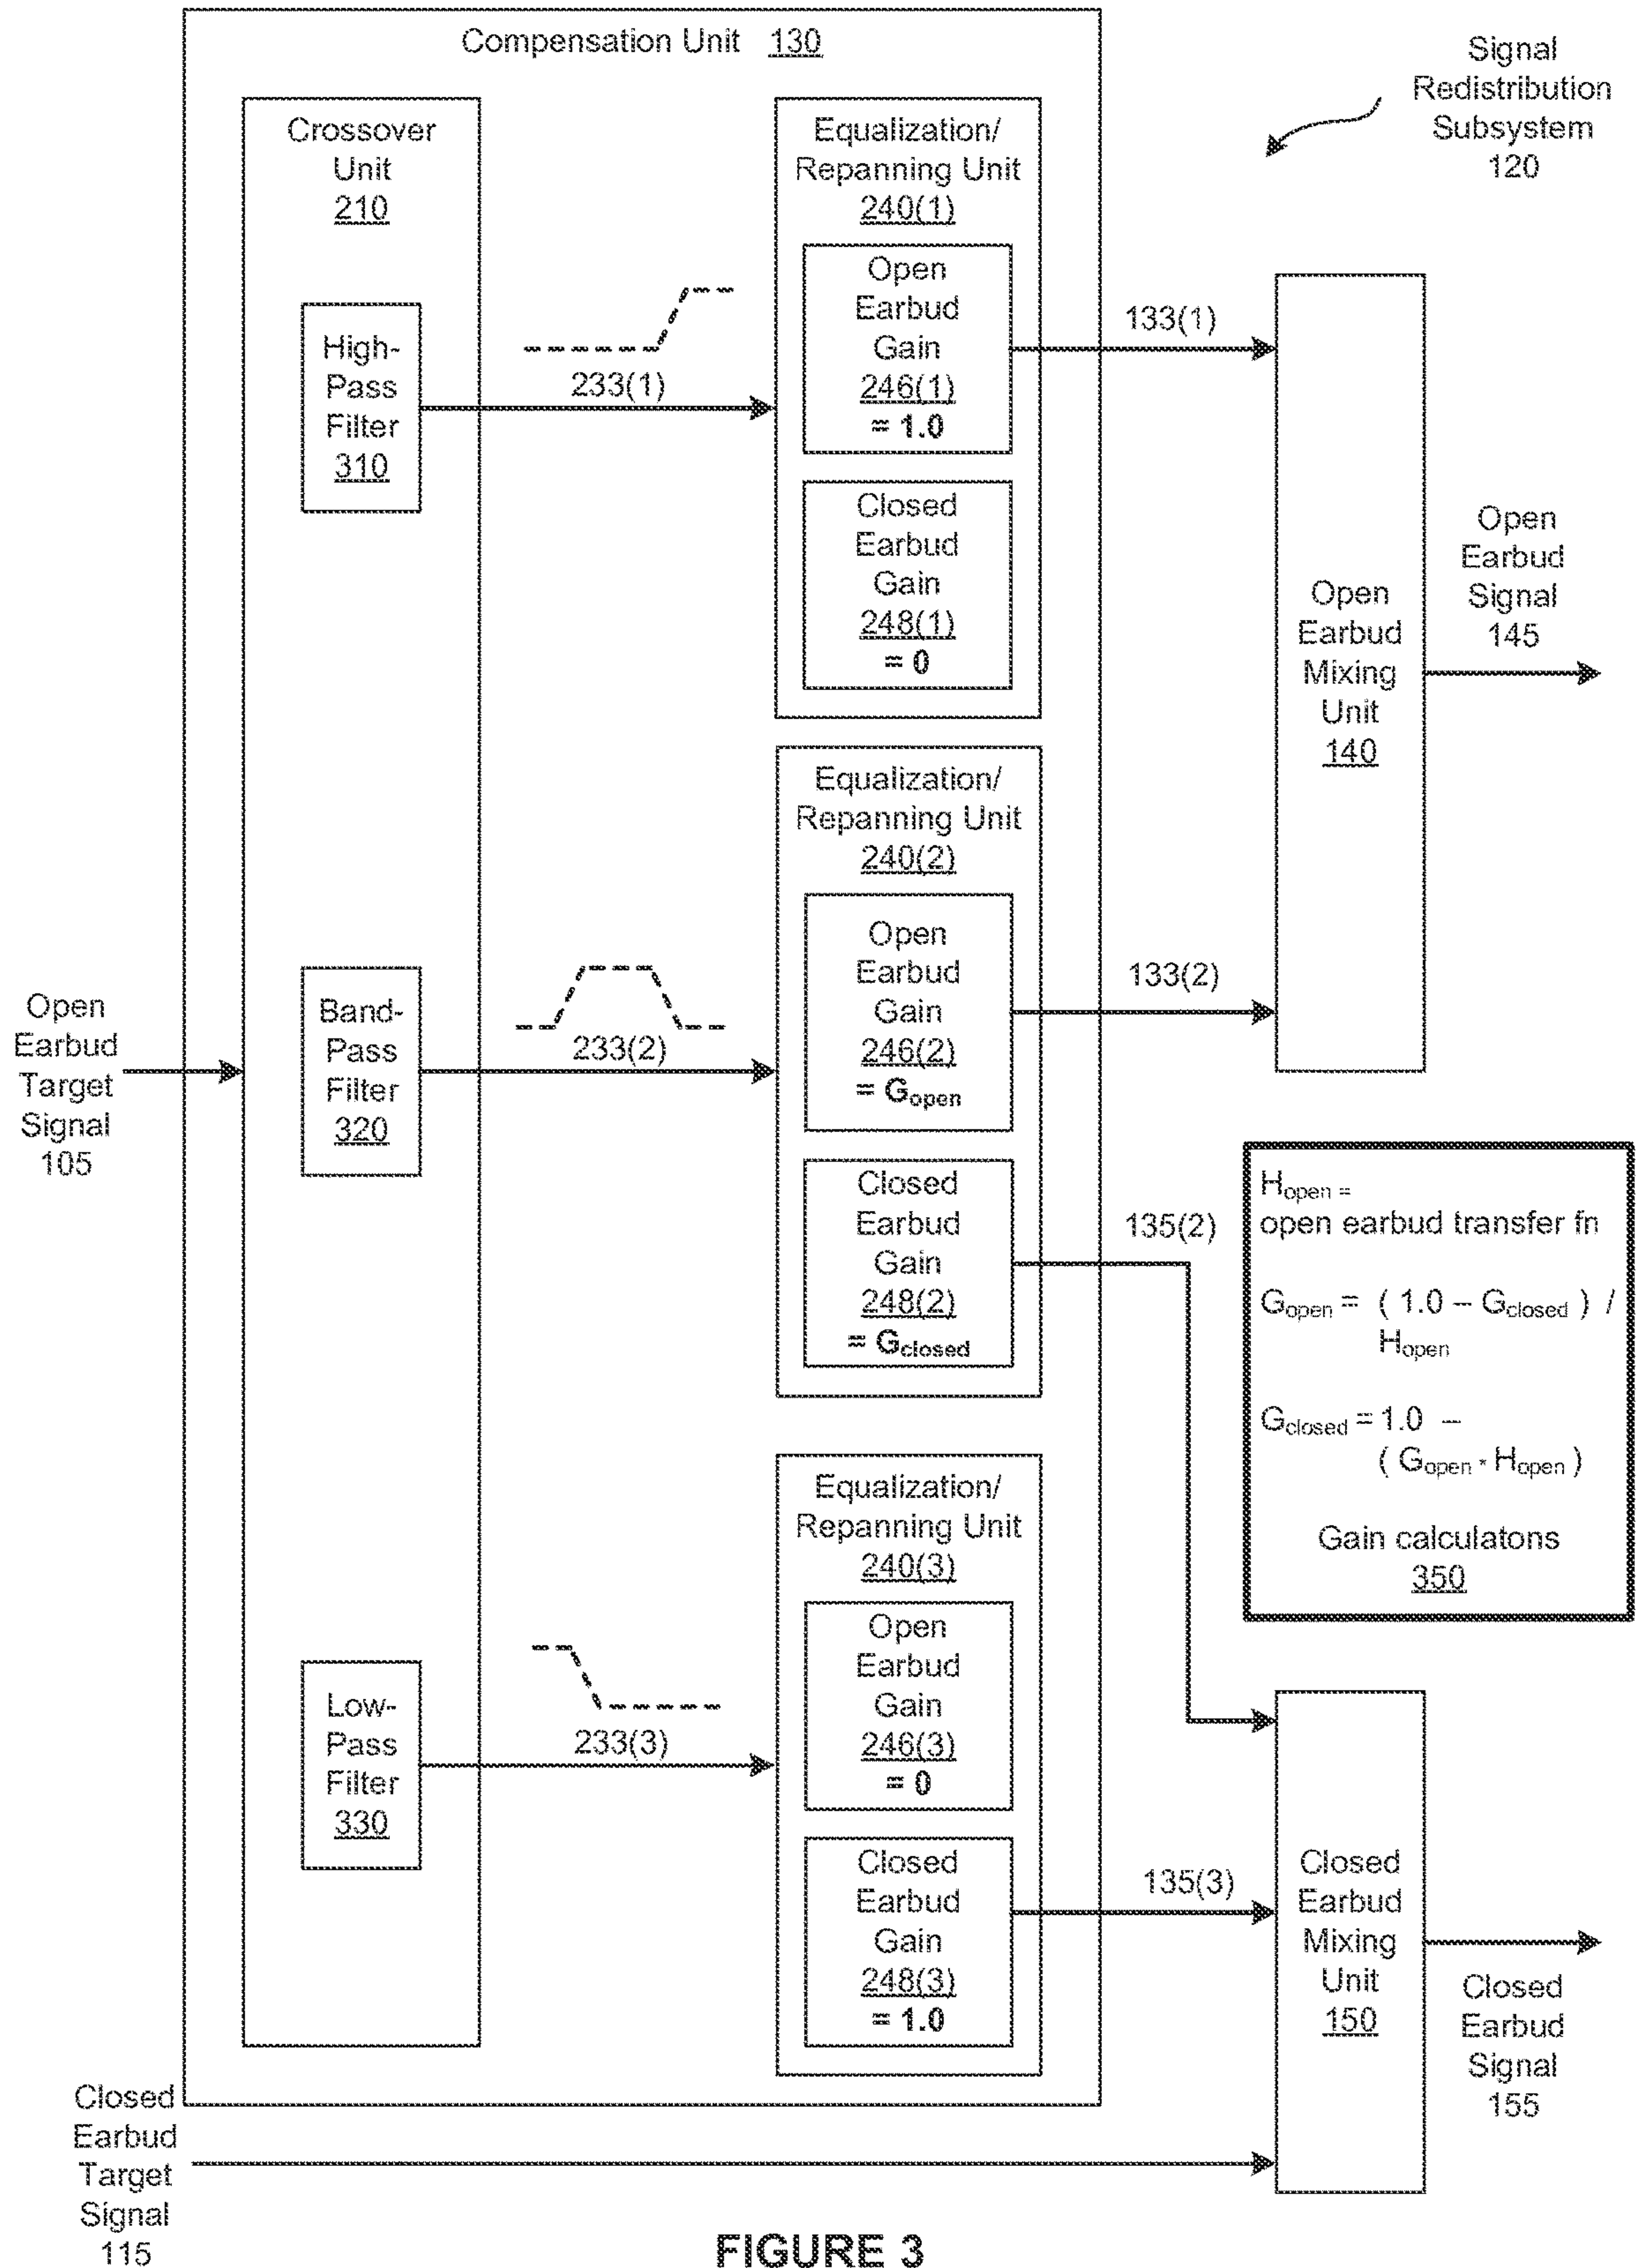 Compensation Unit 130
Signal
Redistribution
Subsystem
120
Crossover
Unit
210
Equalization/
Repanning Unit
240(1)
Open
Earbud
Gain
246(1)
= 1.0
133(1)
High-
Pass
Filter
310
233(1)
Closed
Earbud
Gain
248(1)
= 0
Open
Earbud
Mixing
Unit
140
Open
Earbud
Signal
145
Equalization/
Repanning Unit
240(2)
Open
Earbud
Gain
246(2)
= Gopen
133(2)
Open
Earbud
Target
Signal
105
Band-
Pass
Filter
320
233(2)
Closed
Earbud
Gain
248(2)
= Gclosed
135(2)
Hopen =
open earbud transfer fn
Gopen = ( 1.0 – Gclosed ) /
Hopen
Gclosed = 1.0 –
( Gopen * Hopen )
Gain calculatons
350
Equalization/
Repanning Unit
240(3)
Open
Earbud
Gain
246(3)
= 0
Low-
Pass
Filter
330
233(3)
Closed
Earbud
Gain
248(3)
= 1.0
135(3)
Closed
Earbud
Mixing
Unit
150
Closed
Earbud
Signal
155
Closed
Earbud
Target
Signal
115
FIGURE 3